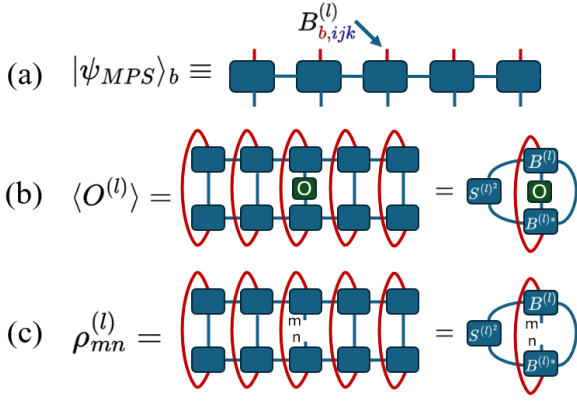 B^{(l)}_{b,ijk}
(a) |ψ_{MPS}⟩_b ≡
(b) ⟨O^{(l)}⟩ = O = S^{(l)²} B^{(l)} O B^{(l)*}
(c) ρ^{(l)}_{mn} = m n = S^{(l)²} B^{(l)} m n B^{(l)*}